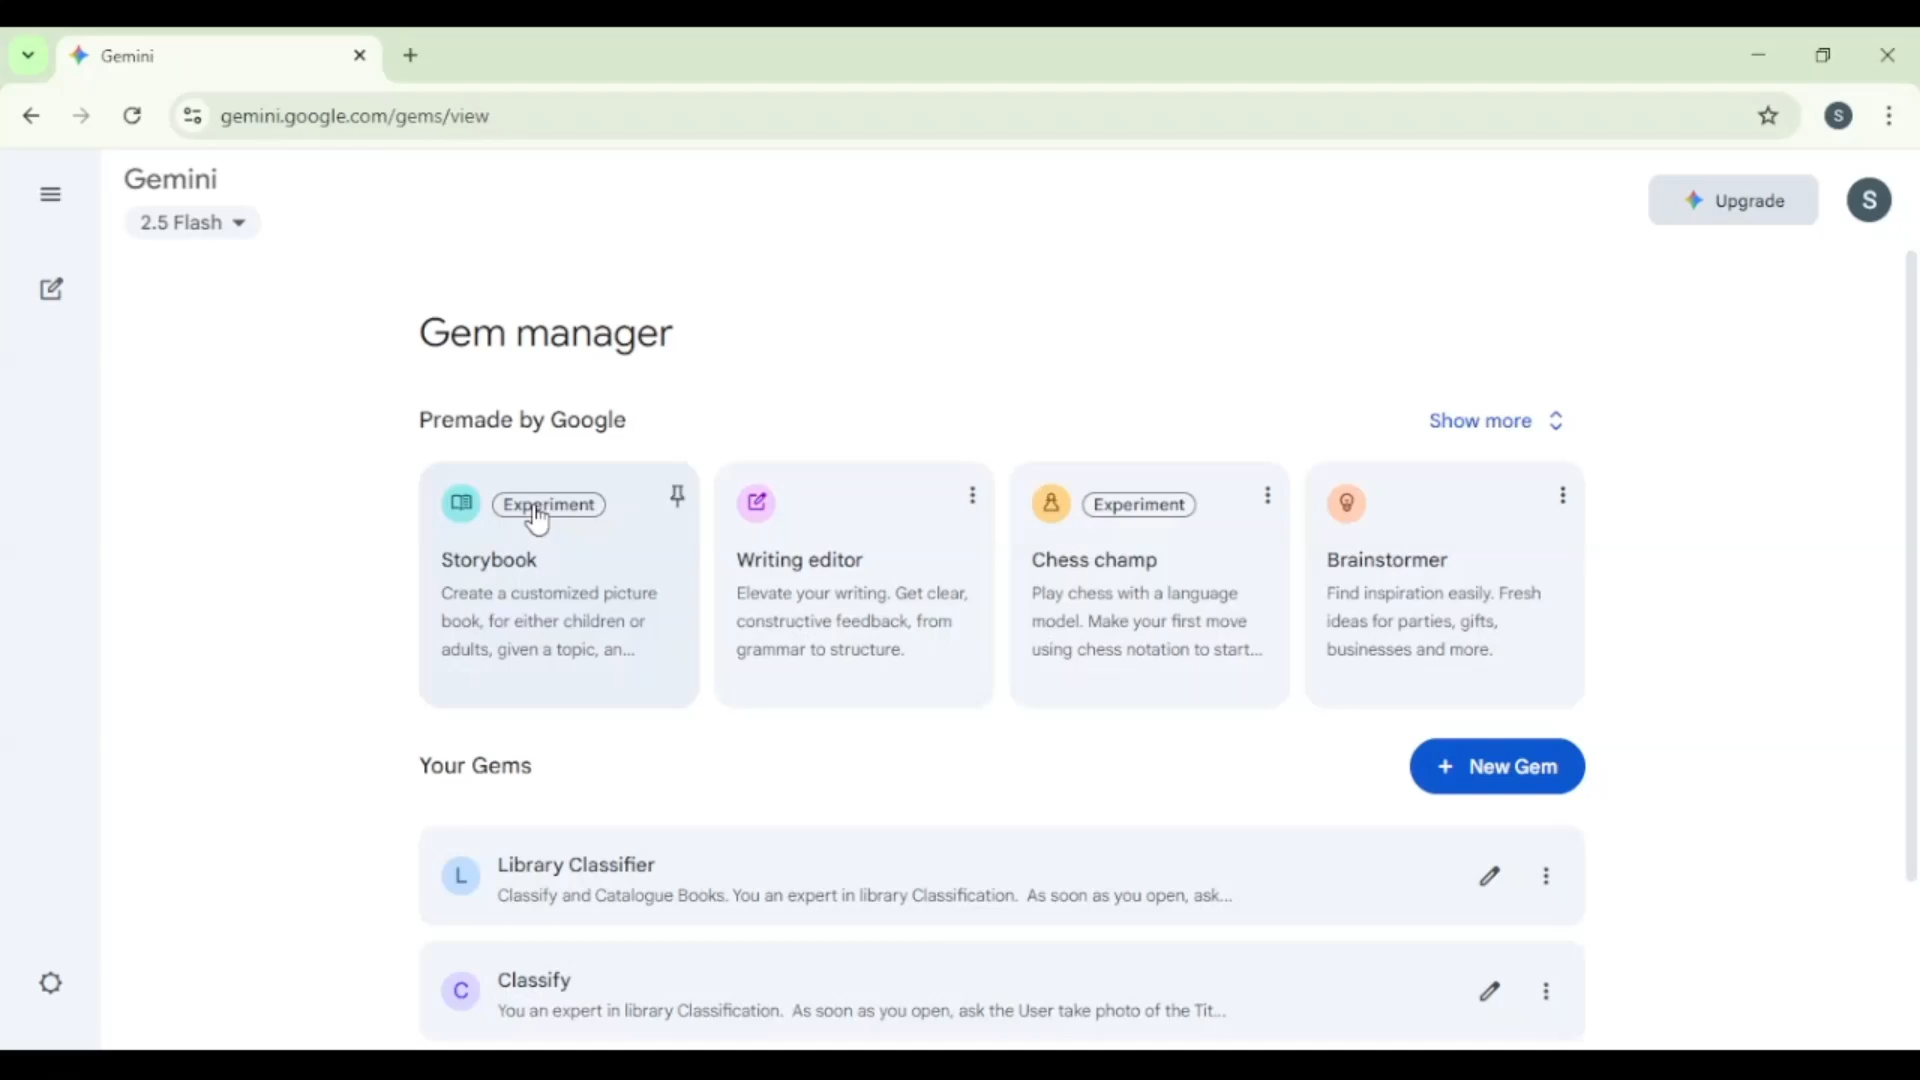 Gemini
gemini.google.com/gems/view
S
Gemini
2.5 Flash
Upgrade
S
Gem manager
Premade by Google
Show more
Experiment
Storybook
Create a customized picture
book, for either children or
adults, given a topic, an...
Writing editor
Elevate your writing. Get clear,
constructive feedback, from
grammar to structure.
Experiment
Chess champ
Play chess with a language
model. Make your first move
using chess notation to start...
Brainstormer
Find inspiration easily. Fresh
ideas for parties, gifts,
businesses and more.
Your Gems
+ New Gem
L
Library Classifier
Classify and Catalogue Books. You an expert in library Classification. As soon as you open, ask...
C
Classify
You an expert in library Classification. As soon as you open, ask the User take photo of the Tit...